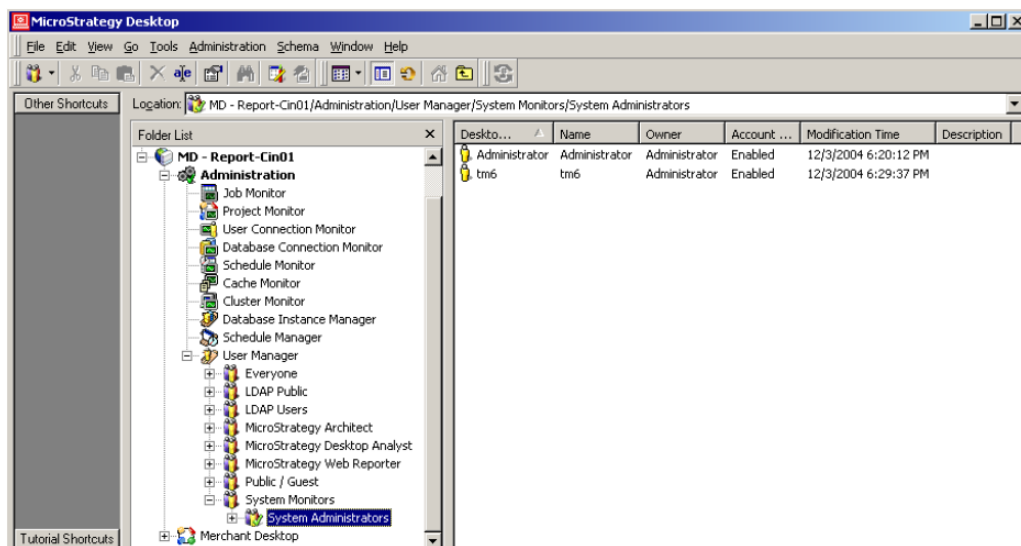 MicroStrategy Desktop
File Edit View Go Tools Administration Schema Window Help
Other Shortcuts
Location: MD - Report-Cin01/Administration/User Manager/System Monitors/System Administrators
Folder List
Deskto... Name Owner Account ... Modification Time Description
MD - Report-Cin01
Administrator Administrator Administrator Enabled 12/3/2004 6:20:12 PM
Administration
tm6 tm6 Administrator Enabled 12/3/2004 6:29:37 PM
Job Monitor
Project Monitor
User Connection Monitor
Database Connection Monitor
Schedule Monitor
Cache Monitor
Cluster Monitor
Database Instance Manager
Schedule Manager
User Manager
Everyone
LDAP Public
LDAP Users
MicroStrategy Architect
MicroStrategy Desktop Analyst
MicroStrategy Web Reporter
Public / Guest
System Monitors
System Administrators
Merchant Desktop
Tutorial Shortcuts